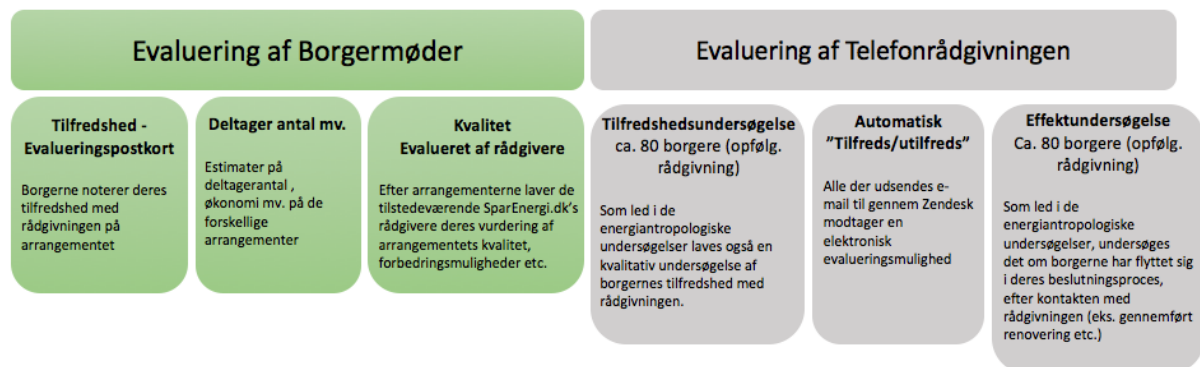 Evaluering af Borgermøder
Evaluering af Telefonrådgivningen
Tilfredshed -
Evalueringspostkort
Borgerne noterer deres
tilfredshed med
rådgivningen på
arrangementet
Deltager antal mv.
Estimater på
deltagerantal ,
økonomi mv. på de
forskellige
arrangementer
Kvalitet
Evalueret af rådgivere
Efter arrangementerne laver de
tilstedeværende SparEnergi.dk's
rådgivere deres vurdering af
arrangementets kvalitet,
forbedringsmuligheder etc.
Tilfredshedsundersøgelse
ca. 80 borgere (opfølg.
rådgivning)
Som led i de
energiantropologiske
undersøgelser laves også en
kvalitativ undersøgelse af
borgernes tilfredshed med
rådgivningen.
Automatisk
”Tilfreds/utilfreds”
Alle der udsendes e-
mail til gennem Zendesk
modtager en
elektronisk
evalueringsmulighed
Effektundersøgelse
Ca. 80 borgere (opfølg.
rådgivning)
Som led i de
energiantropologiske
undersøgelser, undersøges
det om borgerne har flyttet sig
i deres beslutningsproces,
efter kontakten med
rådgivningen (eks. gennemført
renovering etc.)